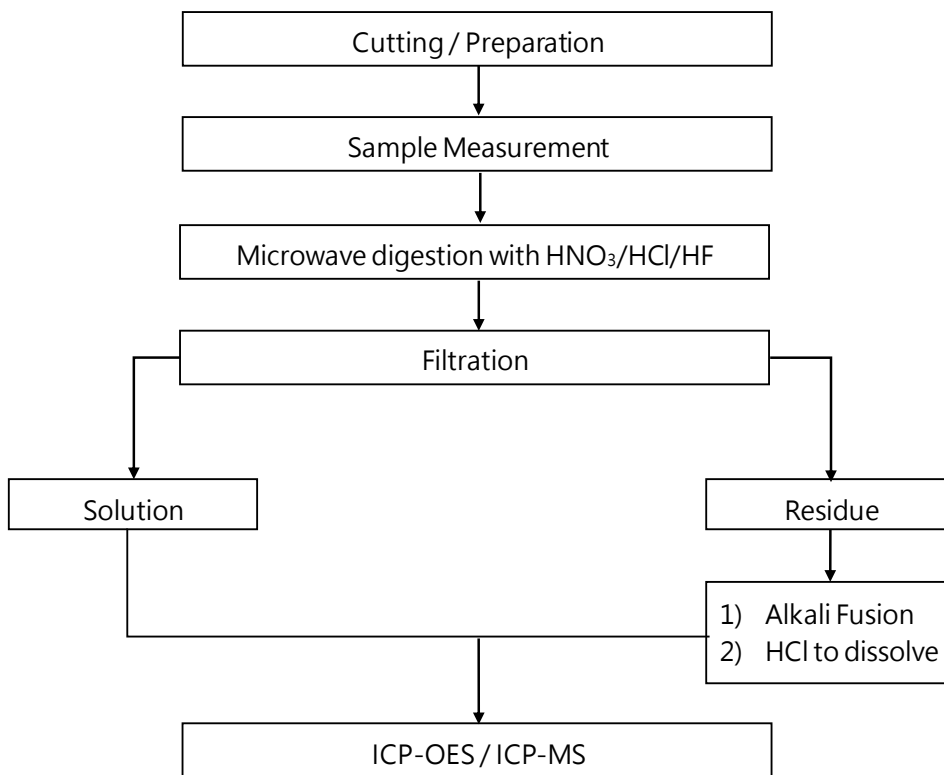 Cutting / Preparation
Sample Measurement
Microwave digestion with HNO₃/HCl/HF
Filtration
Solution
Residue
1) Alkali Fusion
2) HCl to dissolve
ICP-OES / ICP-MS